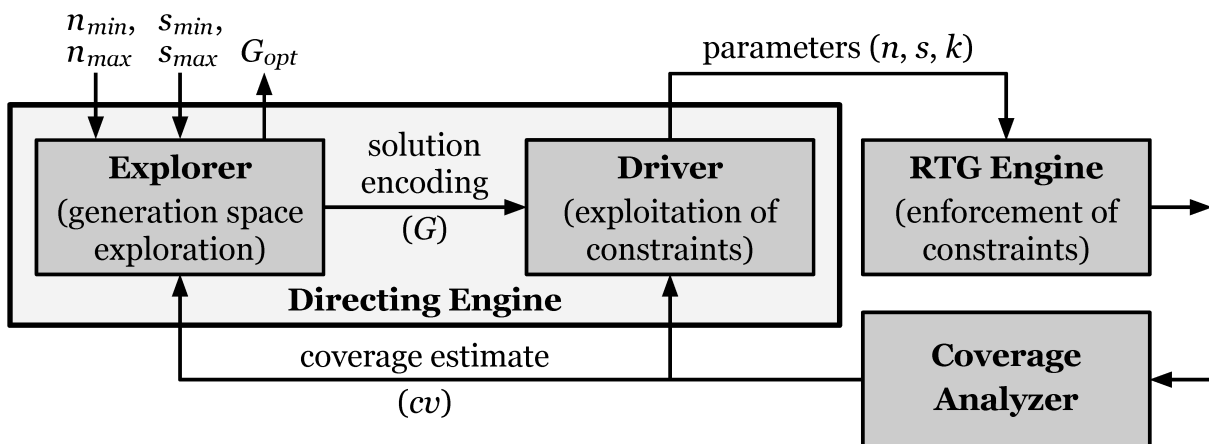 n_min, s_min,
n_max s_max G_opt
parameters (n, s, k)
Explorer
(generation space
exploration)
solution
encoding
(G)
Driver
(exploitation of
constraints)
RTG Engine
(enforcement of
constraints)
Directing Engine
coverage estimate
(cv)
Coverage
Analyzer